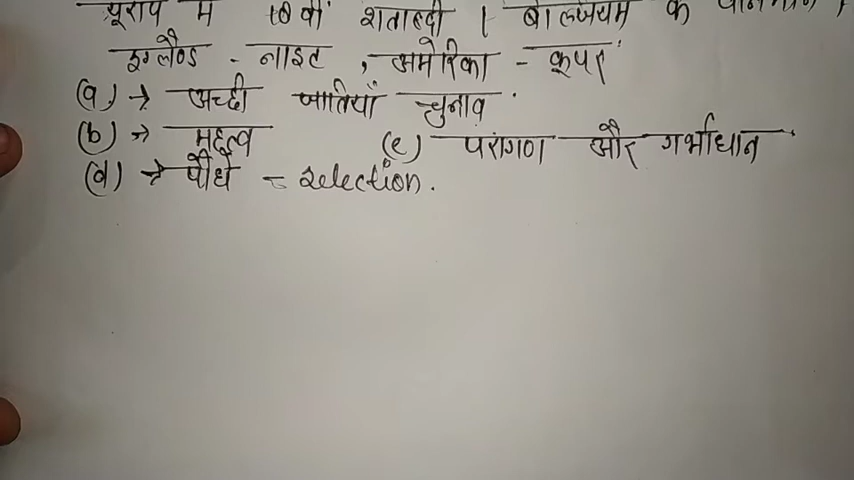 यूरोप में 18वीं शताब्दी । बेल्जियम के
इंग्लैण्ड - नाइट , अमेरिका - कूपर
(a) → अच्छी जातियाँ चुनाव
(b) → महत्व (c) परागण और गर्भाधान
(d) → पौधे - selection.